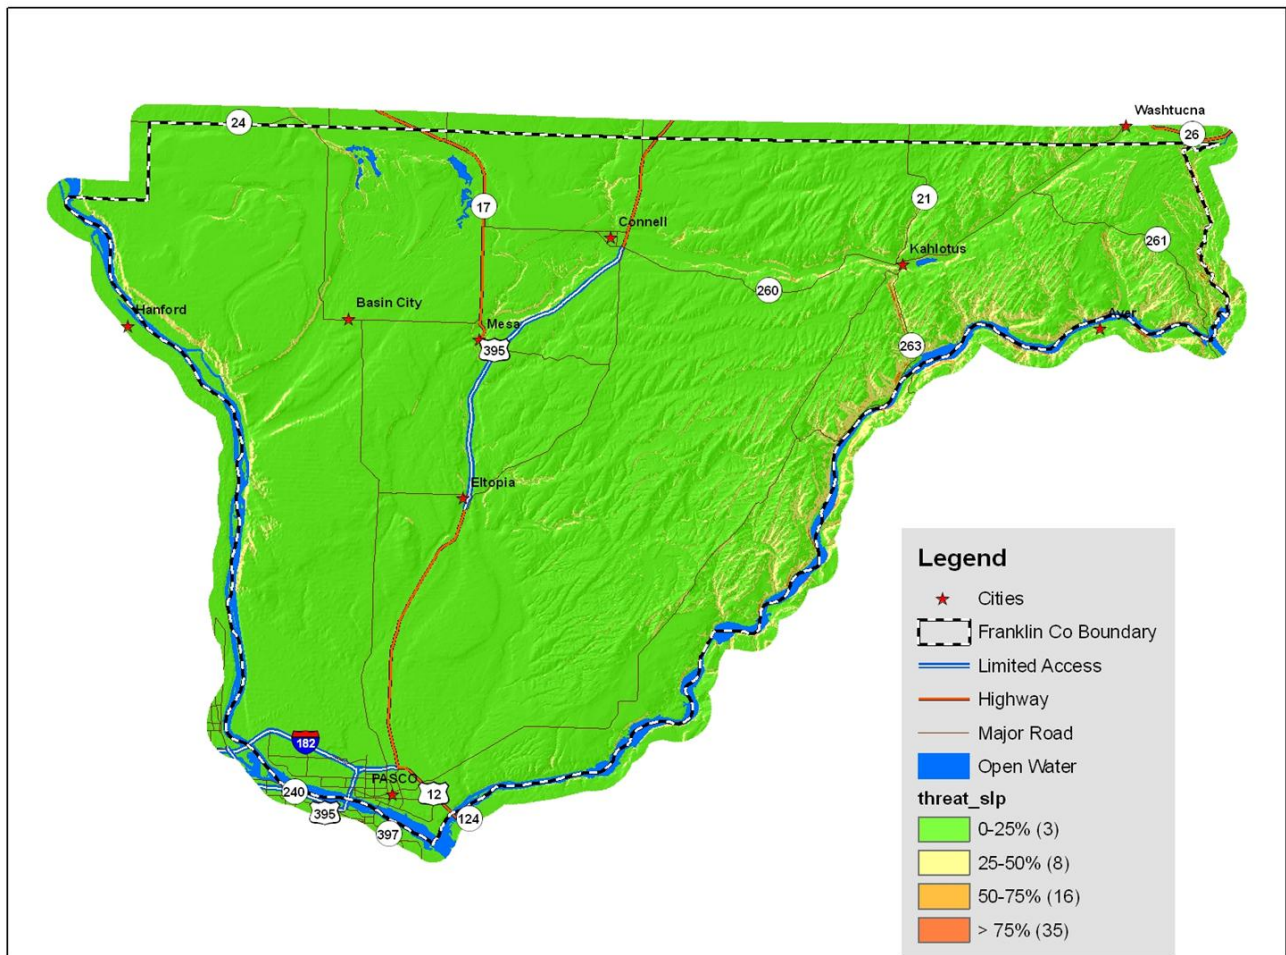 Washtucna
24
26
17
21
Connell
261
Kahlotus
260
Basin City
Hanford
Ayer
Mesa
395
263
Eltopia
182
PASCO
240
12
395
124
397
Legend
Cities
Franklin Co Boundary
Limited Access
Highway
Major Road
Open Water
threat_slp
0-25% (3)
25-50% (8)
50-75% (16)
> 75% (35)